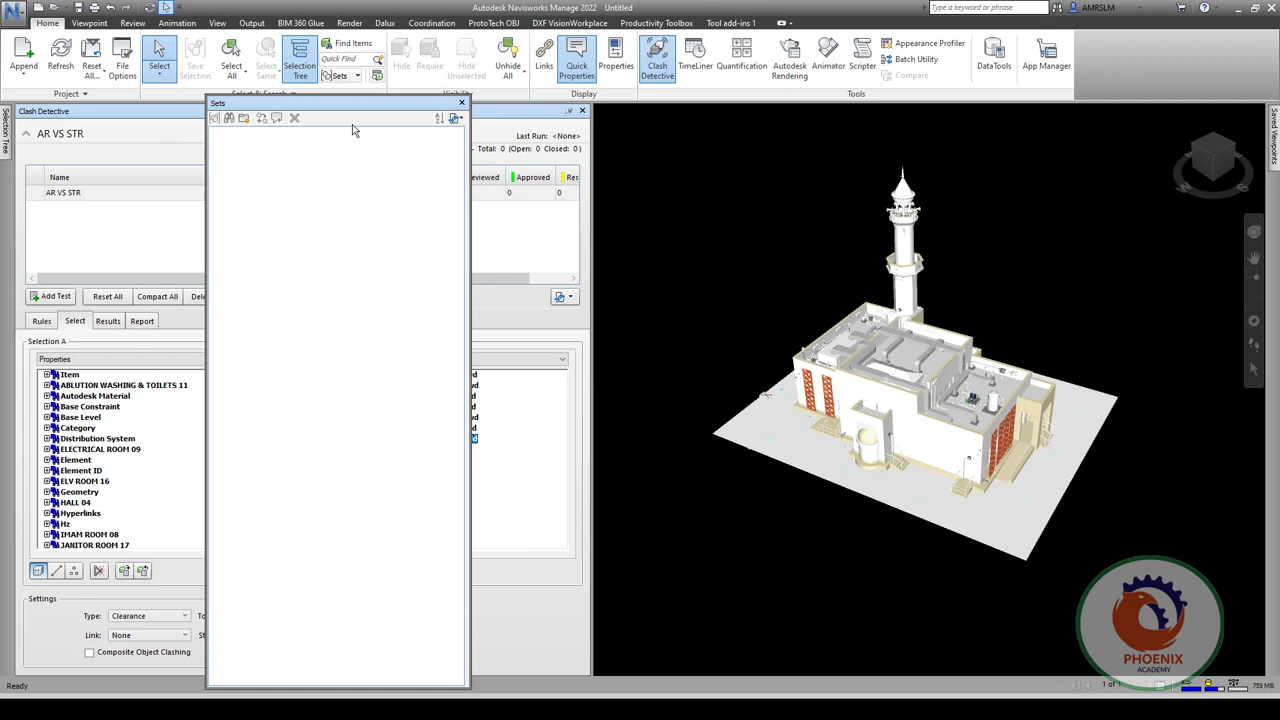 Autodesk Navisworks Manage 2022 Untitled
Type a keyword or phrase
AMRSLM
Home Viewpoint Review Animation View Output BIM 360 Glue Render Dalux Coordination ProtoTech OBJ DXF VisionWorkplace Productivity Toolbox Tool add-ins 1
Append Refresh Reset All... File Options Select Save Selection Select All Select Same Selection Tree Find Items Quick Find Sets Hide Require Hide Unselected Unhide All Links Quick Properties Properties Clash Detective TimeLiner Quantification Autodesk Rendering Animator Scripter Appearance Profiler Batch Utility Compare DataTools App Manager
Project Display Tools
Sets
Clash Detective
Selection Tree
Saved Viewpoints
AR VS STR
Last Run: <None>
Total: 0 (Open: 0 Closed: 0)
Name Approved
AR VS STR 0 0
Add Test Reset All Compact All
Rules Select Results Report
Selection A
Properties
Item
ABLUTION WASHING & TOILETS 11
Autodesk Material
Base Constraint
Base Level
Category
Distribution System
ELECTRICAL ROOM 09
Element
Element ID
ELV ROOM 16
Geometry
HALL 04
Hyperlinks
Hz
IMAM ROOM 08
JANITOR ROOM 17
Settings
Type: Clearance
Link: None
Composite Object Clashing
Ready
1 of 1
759 MB
W S
PHOENIX
ACADEMY